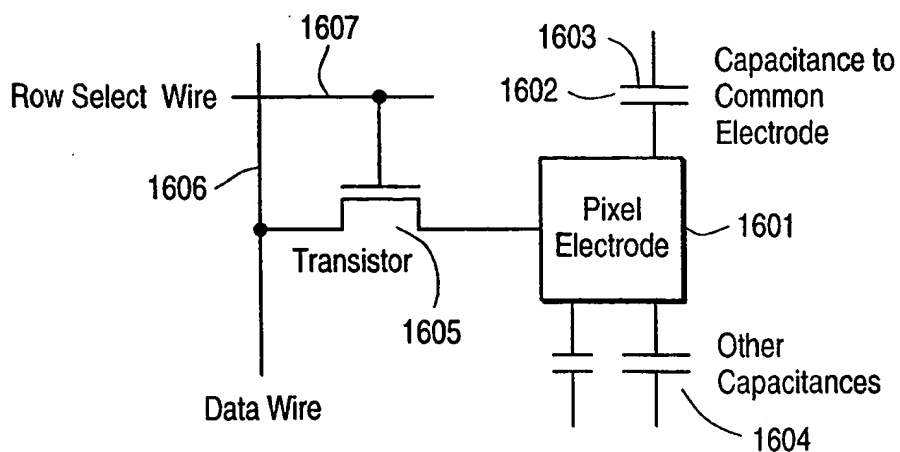 1607
1603
Capacitance to
Common
Electrode
1602
Row Select Wire
1606
Pixel
Electrode
1601
Transistor
1605
Other
Capacitances
Data Wire
1604